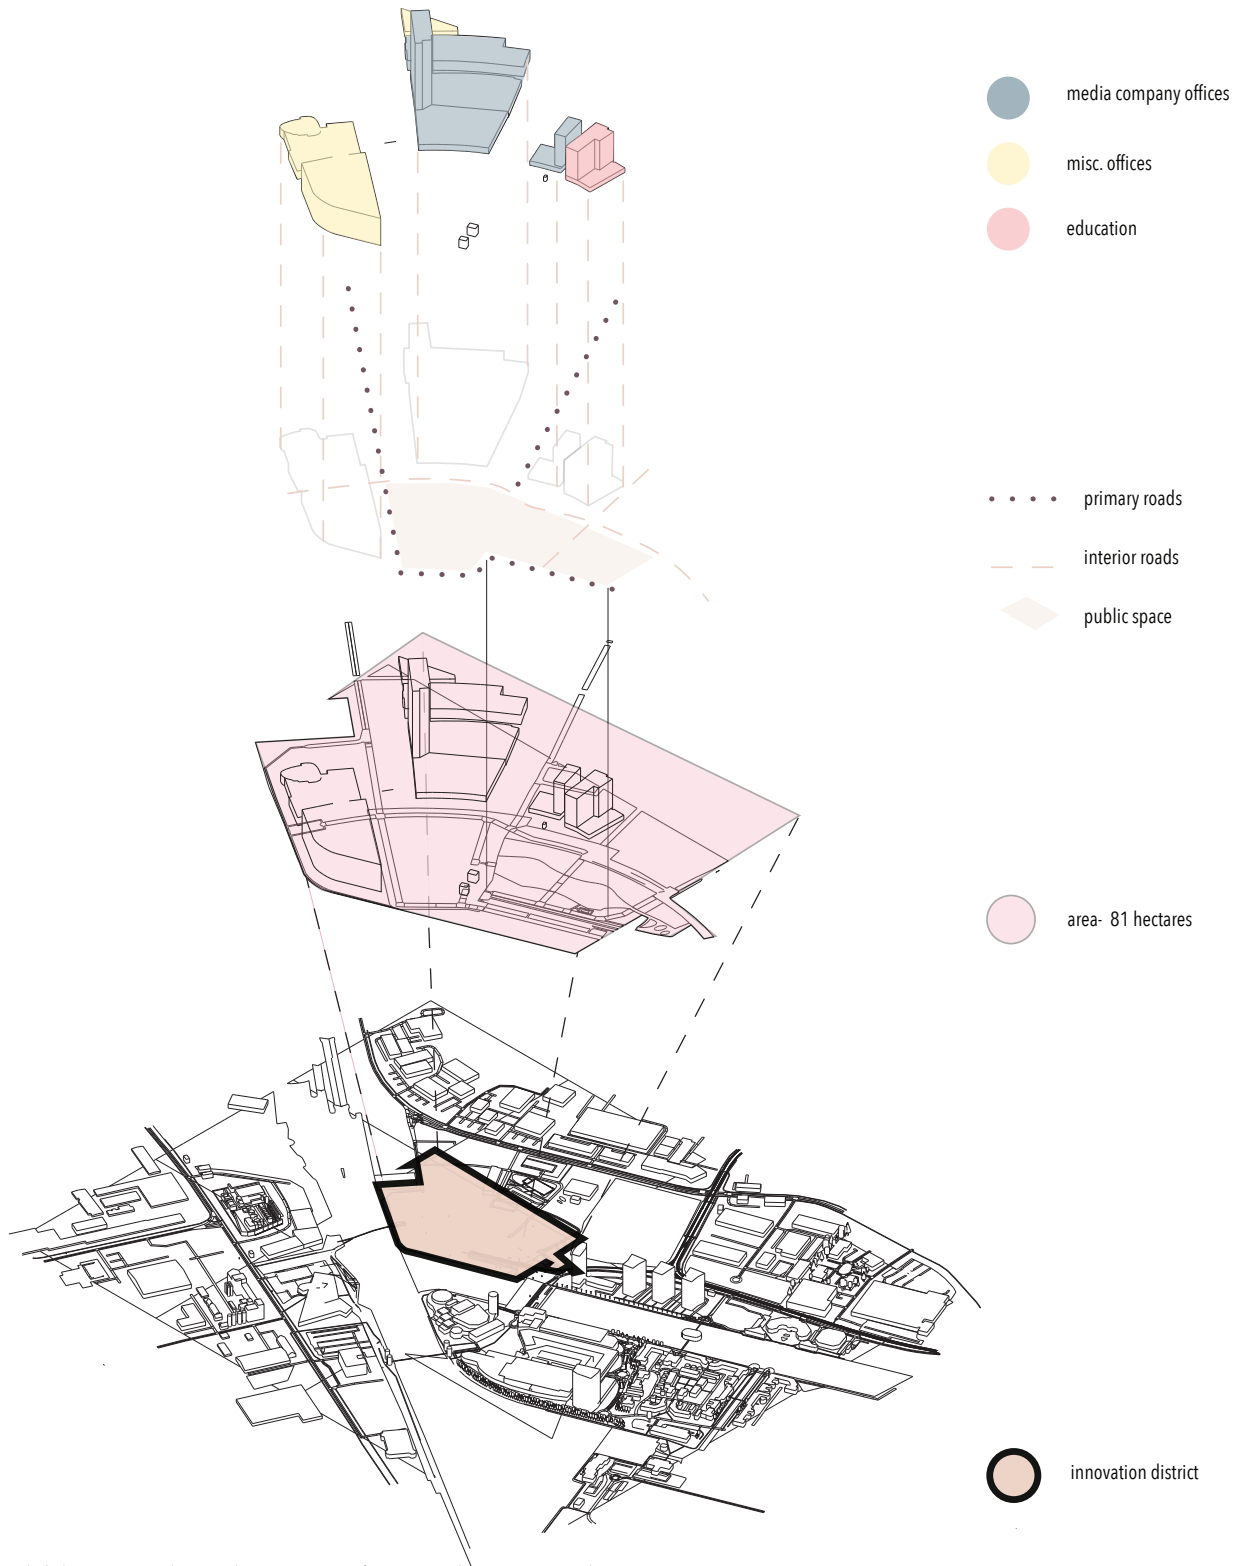 media company offices
misc. offices
education
primary roads
interior roads
public space
area- 81 hectares
innovation district